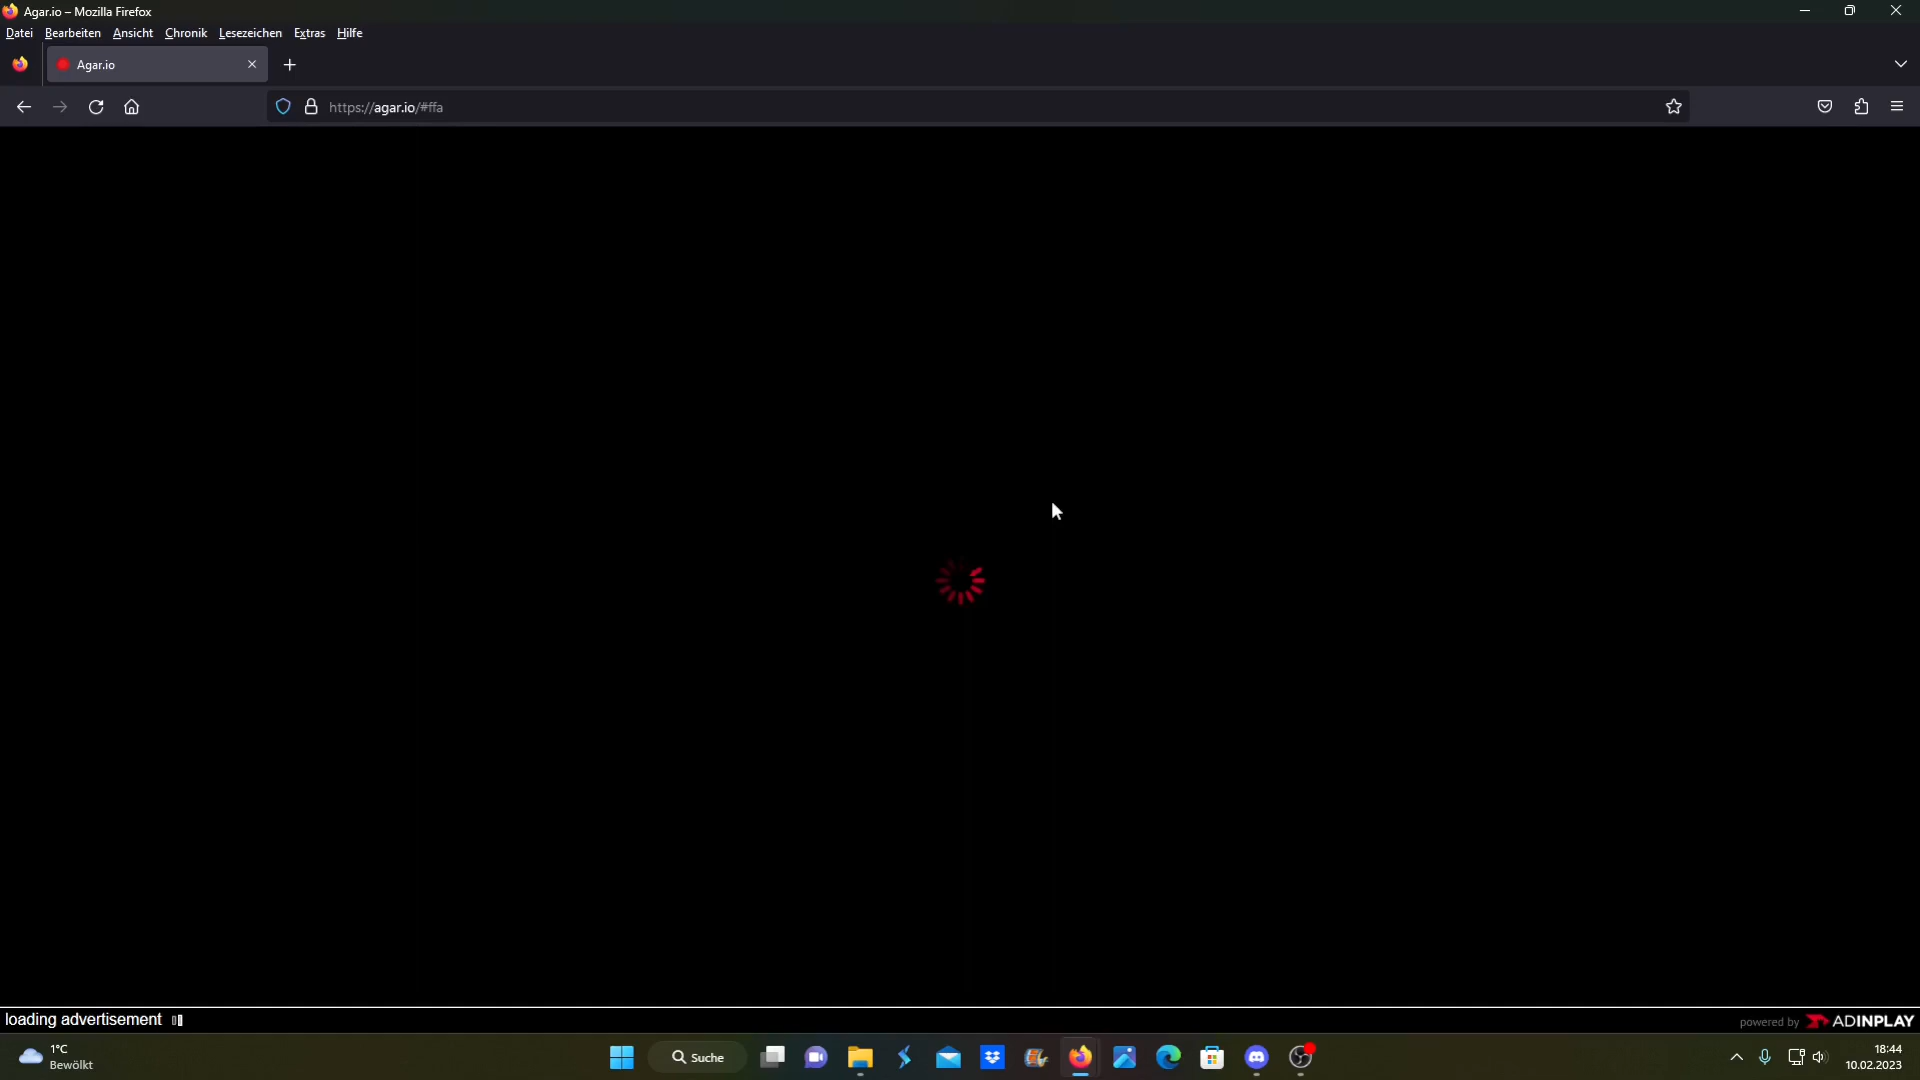 Agar.io – Mozilla Firefox
Datei Bearbeiten Ansicht Chronik Lesezeichen Extras Hilfe
Agar.io
https://agar.io/#ffa
loading advertisement
powered by ADINPLAY
1°C
Bewölkt
Suche
18:44
10.02.2023